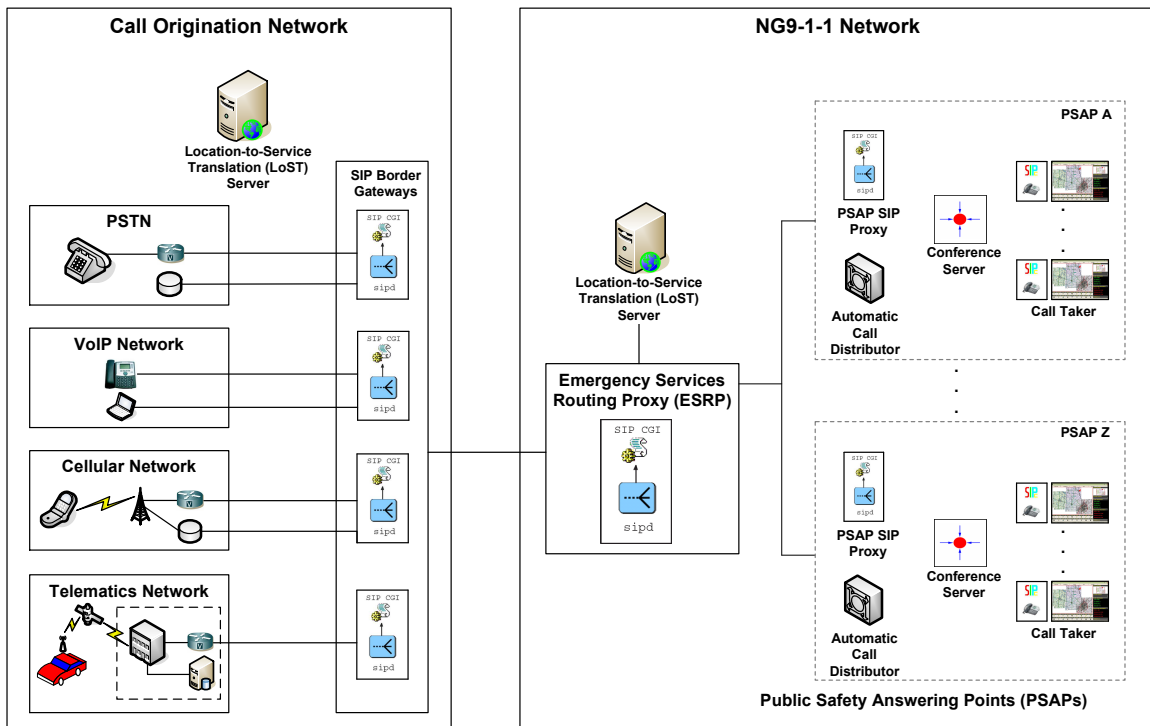 Call Origination Network
Location-to-Service
Translation (LoST)
Server
SIP Border
Gateways
PSTN
V
SIP CGI
sipd
VoIP Network
SIP CGI
sipd
Cellular Network
V
SIP CGI
sipd
Telematics Network
V
SIP CGI
sipd
NG9-1-1 Network
Location-to-Service
Translation (LoST)
Server
Emergency Services
Routing Proxy (ESRP)
SIP CGI
sipd
PSAP A
SIP CGI
sipd
PSAP SIP
Proxy
Automatic
Call
Distributor
Conference
Server
SIP
SIP
Call Taker
PSAP Z
SIP CGI
sipd
PSAP SIP
Proxy
Automatic
Call
Distributor
Conference
Server
SIP
SIP
Call Taker
Public Safety Answering Points (PSAPs)